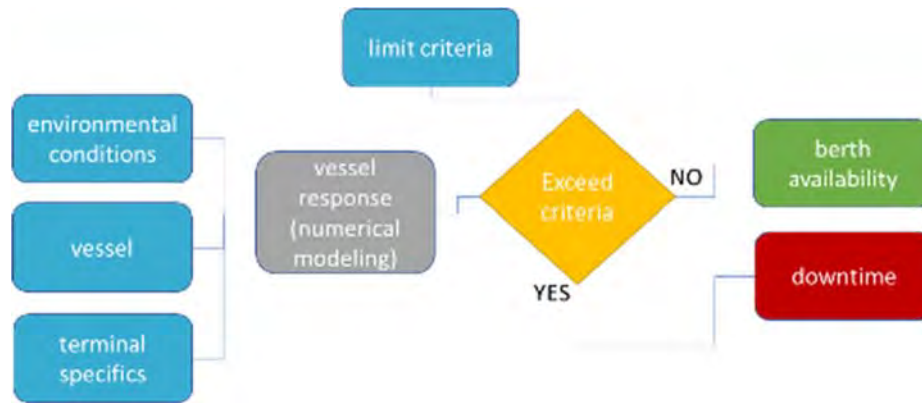 limit criteria
environmental
conditions
vessel
terminal
specifics
vessel
response
(numerical
modeling)
Exceed
criteria
NO
YES
berth
availability
downtime